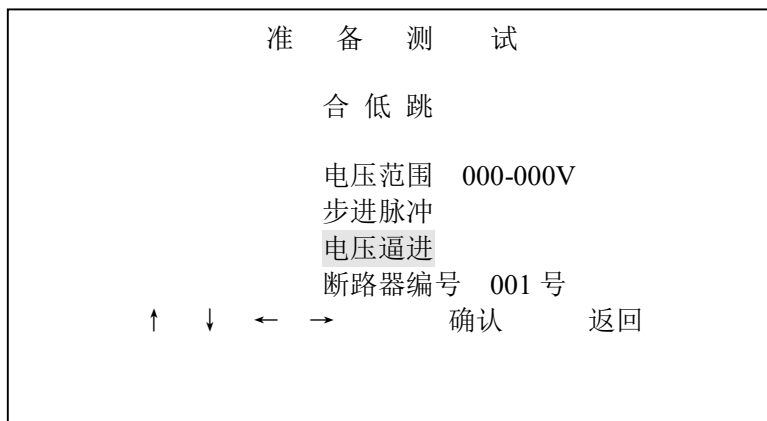 准 备 测 试
合 低 跳
电压范围 000-000V
步进脉冲
电压逼进
断路器编号 001 号
↑ ↓ ← → 确认 返回